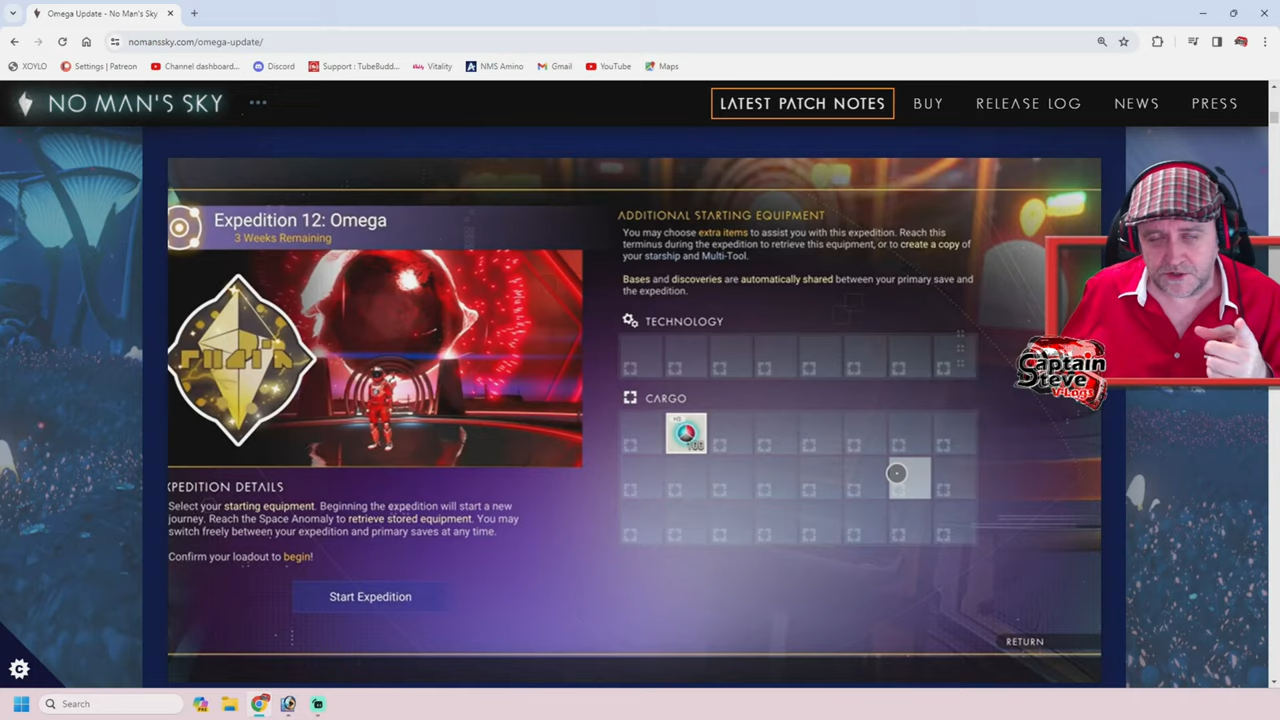 Omega Update - No Man's Sky
nomanssky.com/omega-update/
XOYLO
Settings | Patreon
Channel dashboard...
Discord
Support : TubeBudd...
Vitality
NMS Amino
Gmail
YouTube
Maps
NO MAN'S SKY
LATEST PATCH NOTES
BUY
RELEASE LOG
NEWS
PRESS
Expedition 12: Omega
3 Weeks Remaining
XPEDITION DETAILS
Select your starting equipment. Beginning the expedition will start a new
journey. Reach the Space Anomaly to retrieve stored equipment. You may
switch freely between your expedition and primary saves at any time.
Confirm your loadout to begin!
Start Expedition
ADDITIONAL STARTING EQUIPMENT
You may choose extra items to assist you with this expedition. Reach this
terminus during the expedition to retrieve this equipment, or to create a copy of
your starship and Multi-Tool.
Bases and discoveries are automatically shared between your primary save and
the expedition.
TECHNOLOGY
CARGO
100
RETURN
Captain
Steve
V-Logs
Search